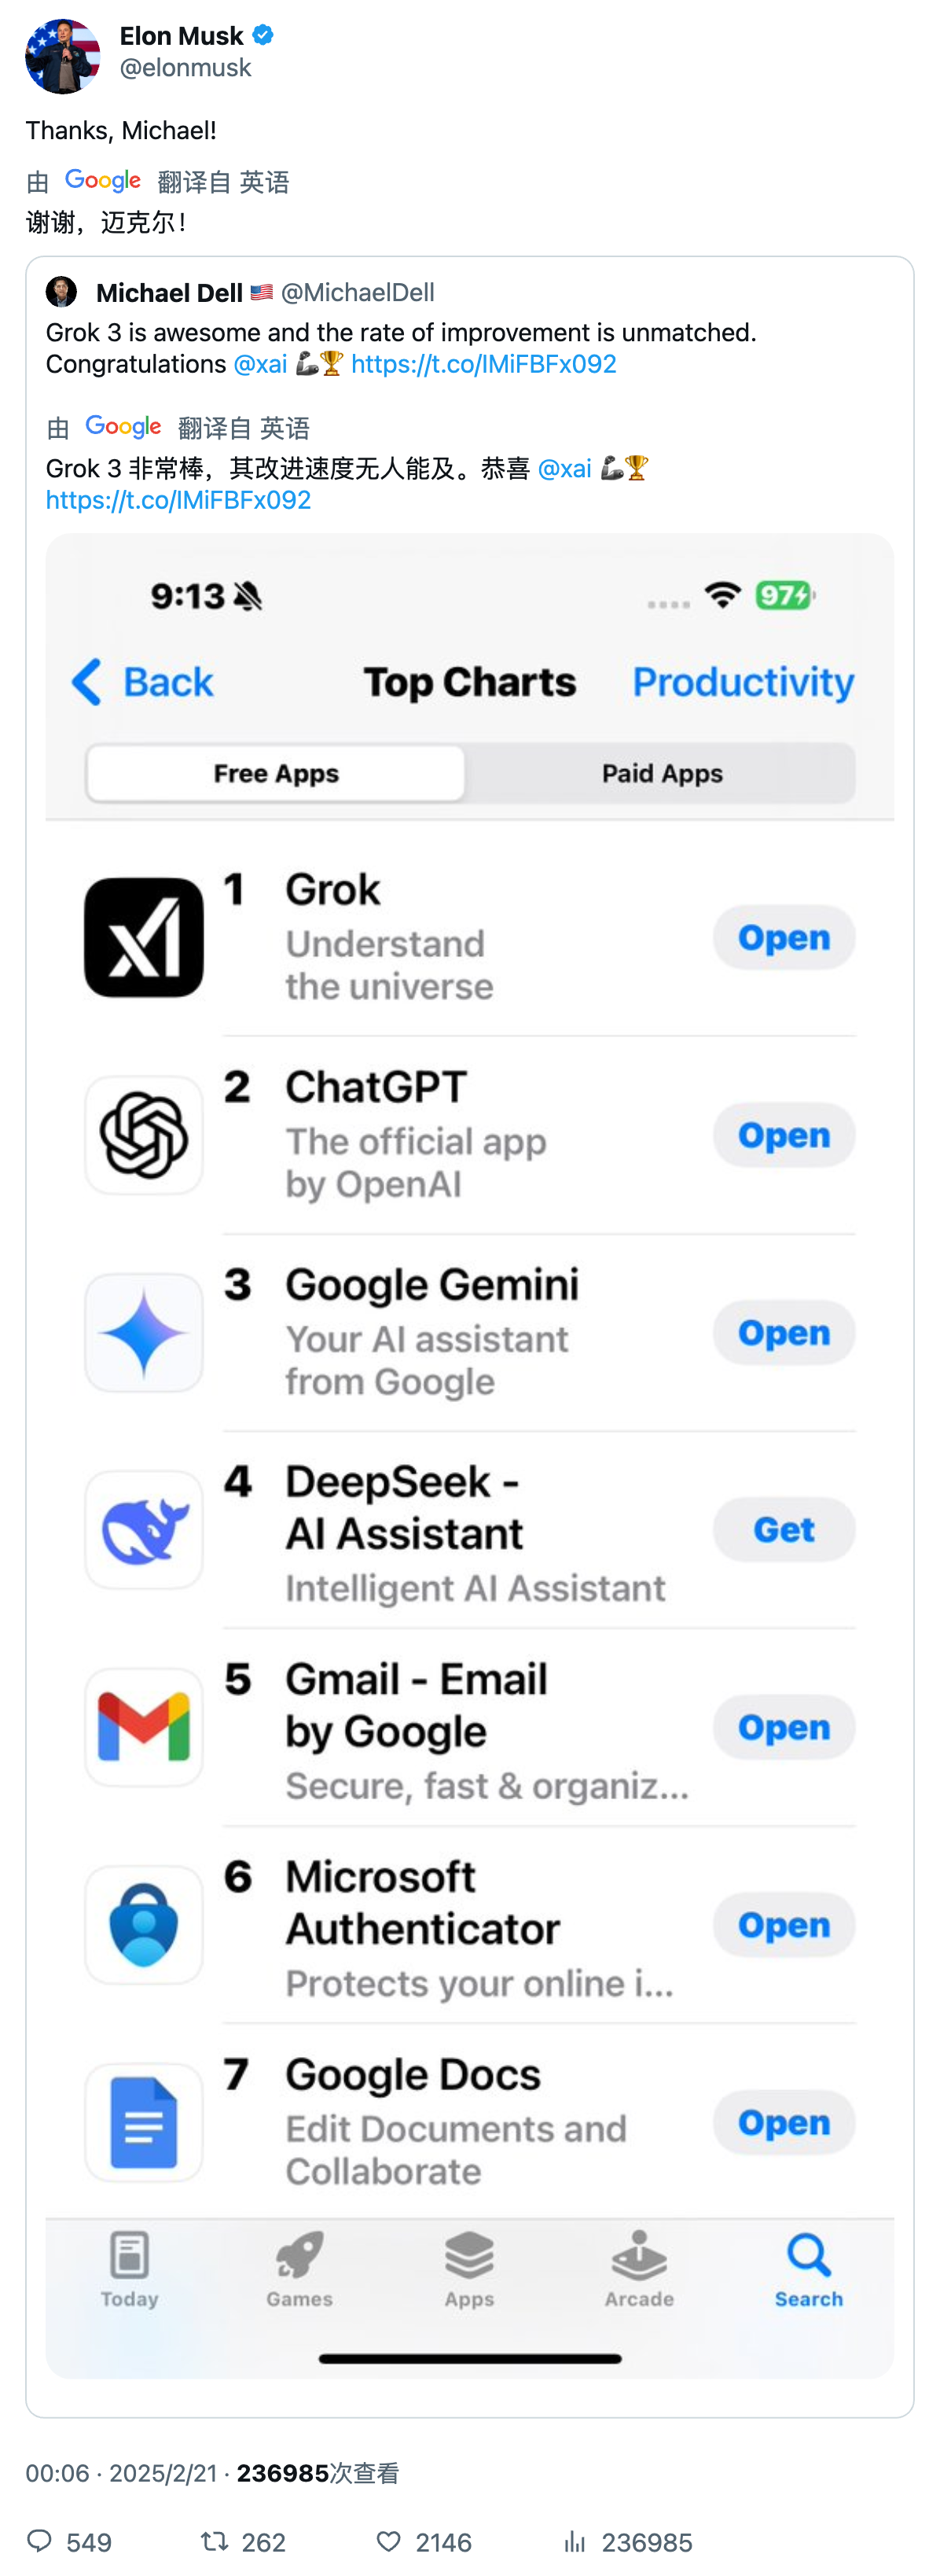 Elon Musk
@elonmusk
Thanks, Michael!
由 Google 翻译自 英语
谢谢，迈克尔！
Michael Dell 🇺🇸 @MichaelDell
Grok 3 is awesome and the rate of improvement is unmatched.
Congratulations @xai 🦾🏆 https://t.co/IMiFBFx092
由 Google 翻译自 英语
Grok 3 非常棒，其改进速度无人能及。恭喜 @xai 🦾🏆
https://t.co/IMiFBFx092
9:13
97
Back Top Charts Productivity
Free Apps Paid Apps
1 Grok
Understand
the universe
Open
2 ChatGPT
The official app
by OpenAI
Open
3 Google Gemini
Your AI assistant
from Google
Open
4 DeepSeek -
AI Assistant
Intelligent AI Assistant
Get
5 Gmail - Email
by Google
Secure, fast & organiz...
Open
6 Microsoft
Authenticator
Protects your online i...
Open
7 Google Docs
Edit Documents and
Collaborate
Open
Today Games Apps Arcade Search
00:06 · 2025/2/21 · 236985次查看
549 262 2146 236985